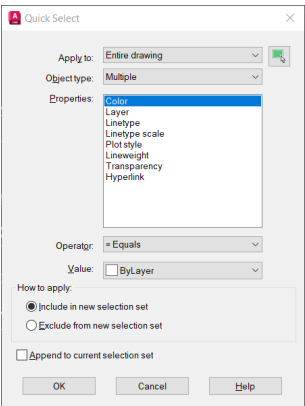 Quick Select
Apply to: Entire drawing
Object type: Multiple
Properties: Color
Layer
Linetype
Linetype scale
Plot style
Lineweight
Transparency
Hyperlink
Operator: = Equals
Value: ByLayer
How to apply:
Include in new selection set
Exclude from new selection set
Append to current selection set
OK Cancel Help